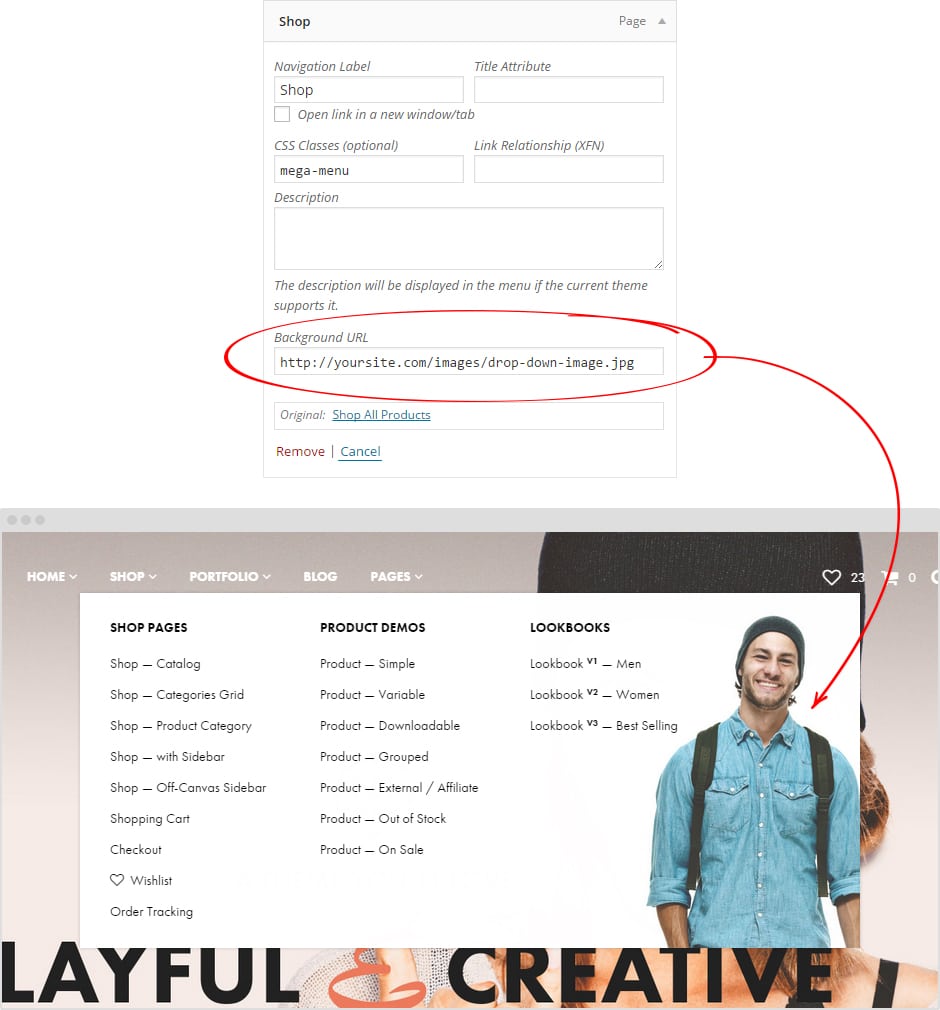 Shop Page
Navigation Label Title Attribute
Shop
Open link in a new window/tab
CSS Classes (optional) Link Relationship (XFN)
mega-menu
Description
The description will be displayed in the menu if the current theme
supports it.
Background URL
http://yoursite.com/images/drop-down-image.jpg
Original: Shop All Products
Remove | Cancel
HOME SHOP PORTFOLIO BLOG PAGES 23 0
SHOP PAGES
Shop — Catalog
Shop — Categories Grid
Shop — Product Category
Shop — with Sidebar
Shop — Off-Canvas Sidebar
Shopping Cart
Checkout
Wishlist
Order Tracking
PRODUCT DEMOS
Product — Simple
Product — Variable
Product — Downloadable
Product — Grouped
Product — External / Affiliate
Product — Out of Stock
Product — On Sale
LOOKBOOKS
Lookbook V1 — Men
Lookbook V2 — Women
Lookbook V3 — Best Selling
LAYFUL & CREATIVE